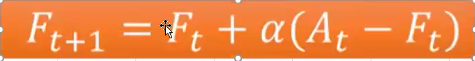 F_{t+1} = F_t + α(A_t − F_t)